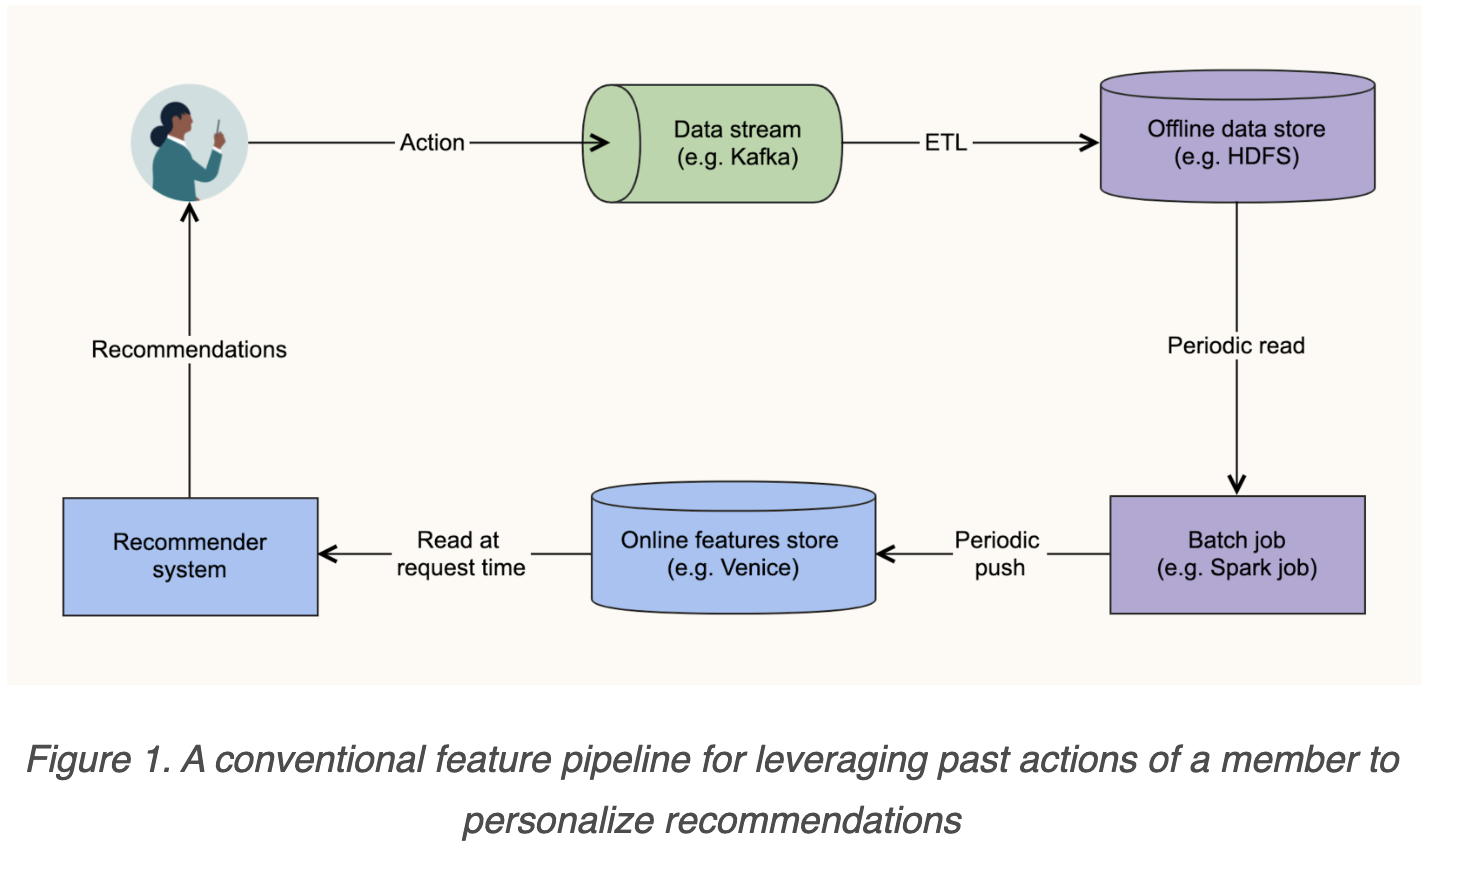 Action
Data stream
(e.g. Kafka)
ETL
Offline data store
(e.g. HDFS)
Recommendations
Periodic read
Recommender
system
Read at
request time
Online features store
(e.g. Venice)
Periodic
push
Batch job
(e.g. Spark job)
Figure 1. A conventional feature pipeline for leveraging past actions of a member to
personalize recommendations